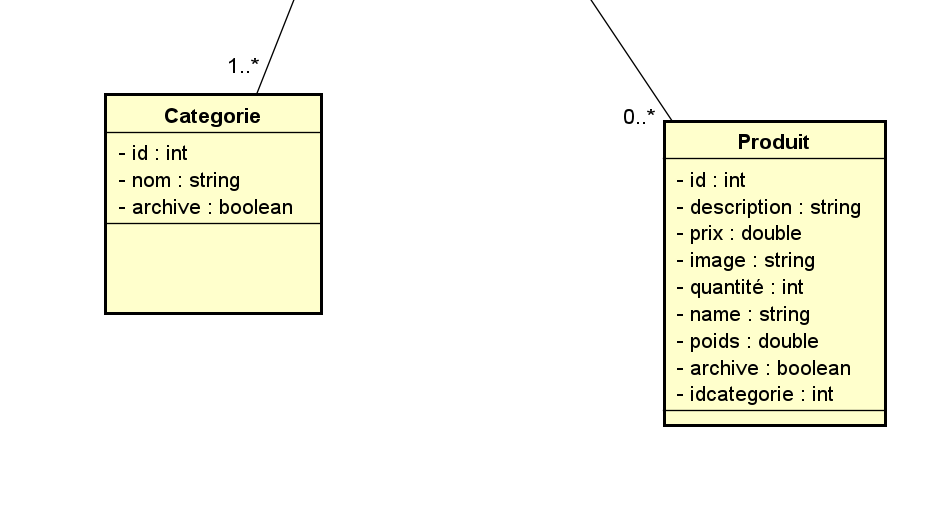 1..*
Categorie
- id : int
- nom : string
- archive : boolean
0..*
Produit
- id : int
- description : string
- prix : double
- image : string
- quantité : int
- name : string
- poids : double
- archive : boolean
- idcategorie : int